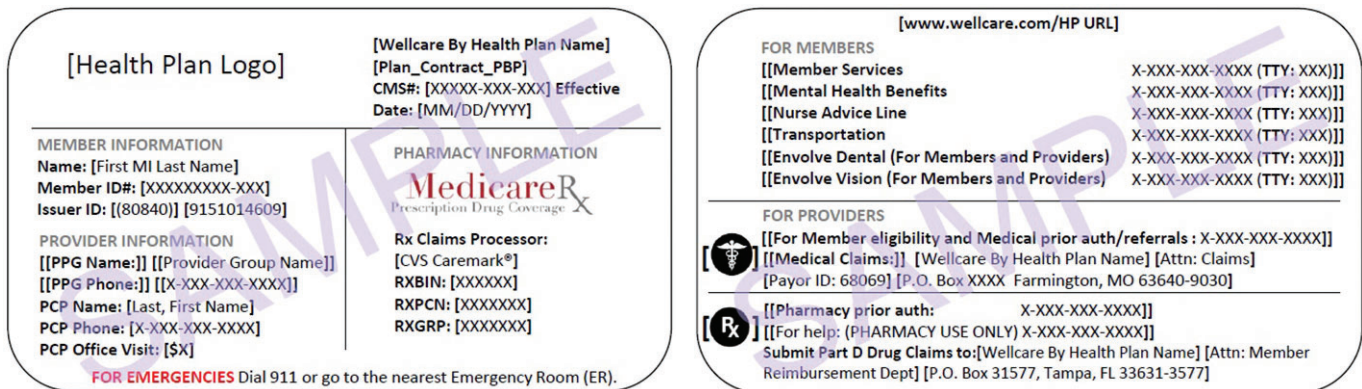 [Health Plan Logo]
[Wellcare By Health Plan Name]
[Plan_Contract_PBP]
CMS#: [XXXXX-XXX-XXX] Effective
Date: [MM/DD/YYYY]
MEMBER INFORMATION
Name: [First MI Last Name]
Member ID#: [XXXXXXXXX-XXX]
Issuer ID: [(80840)] [9151014609]
PROVIDER INFORMATION
[[PPG Name:]] [[Provider Group Name]]
[[PPG Phone:]] [[X-XXX-XXX-XXXX]]
PCP Name: [Last, First Name]
PCP Phone: [X-XXX-XXX-XXXX]
PCP Office Visit: [$X]
PHARMACY INFORMATION
MedicareRx
Prescription Drug Coverage
Rx Claims Processor:
[CVS Caremark®]
RXBIN: [XXXXXX]
RXPCN: [XXXXXXX]
RXGRP: [XXXXXXX]
FOR EMERGENCIES Dial 911 or go to the nearest Emergency Room (ER).
SAMPLE
[www.wellcare.com/HP URL]
FOR MEMBERS
[[Member Services X-XXX-XXX-XXXX (TTY: XXX)]]
[[Mental Health Benefits X-XXX-XXX-XXXX (TTY: XXX)]]
[[Nurse Advice Line X-XXX-XXX-XXXX (TTY: XXX)]]
[[Transportation X-XXX-XXX-XXXX (TTY: XXX)]]
[[Envolve Dental (For Members and Providers) X-XXX-XXX-XXXX (TTY: XXX)]]
[[Envolve Vision (For Members and Providers) X-XXX-XXX-XXXX (TTY: XXX)]]
FOR PROVIDERS
[[For Member eligibility and Medical prior auth/referrals : X-XXX-XXX-XXXX]]
[ ] [[Medical Claims:]] [Wellcare By Health Plan Name] [Attn: Claims]
[Payor ID: 68069] [P.O. Box XXXX Farmington, MO 63640-9030]
[[Pharmacy prior auth: X-XXX-XXX-XXXX]]
[Rx] [[For help: (PHARMACY USE ONLY) X-XXX-XXX-XXXX]]
Submit Part D Drug Claims to:[Wellcare By Health Plan Name] [Attn: Member
Reimbursement Dept] [P.O. Box 31577, Tampa, FL 33631-3577]
SAMPLE